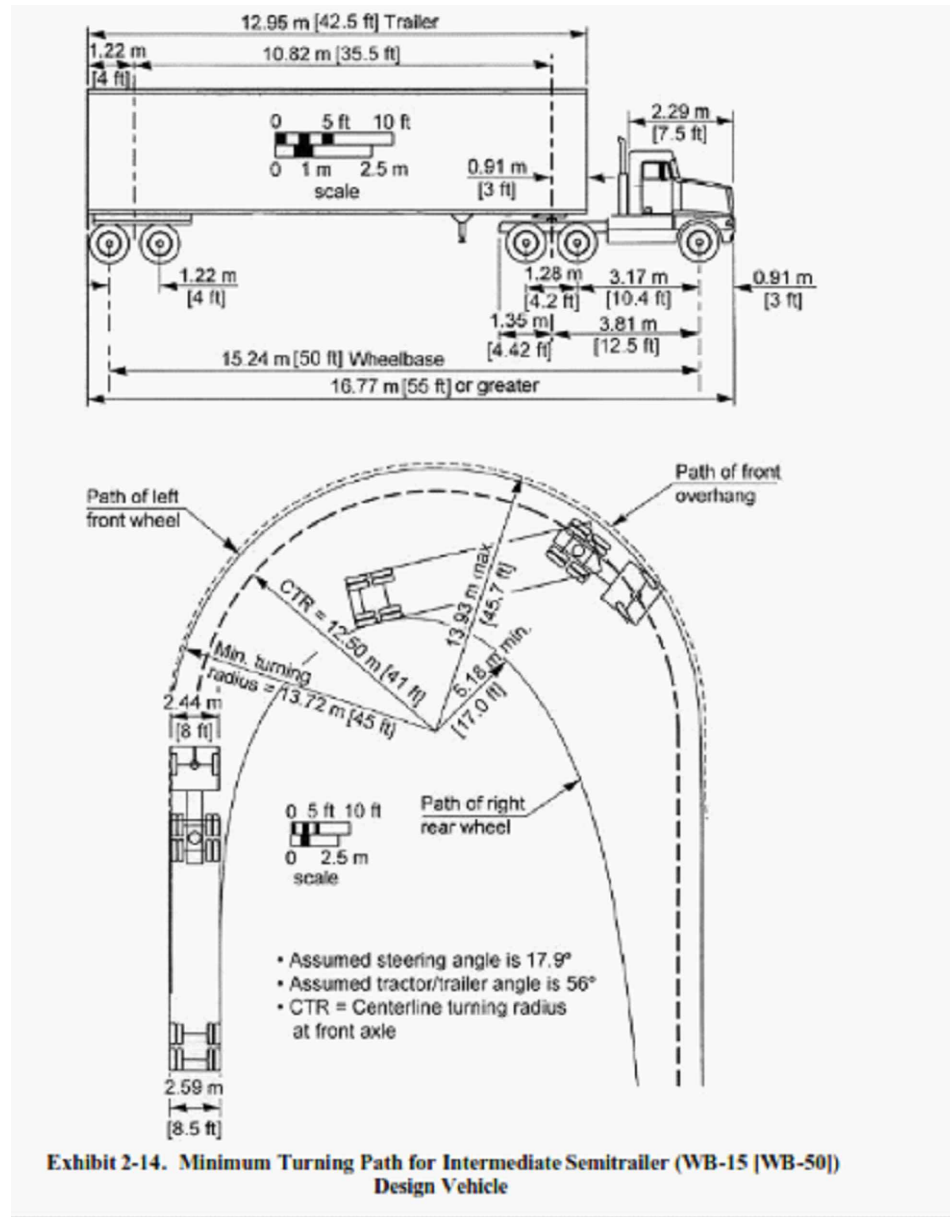 12.95 m [42.5 ft] Trailer
1.22 m
[4 ft]
10.82 m [35.5 ft]
2.29 m
[7.5 ft]
0 5 ft 10 ft
0 1 m 2.5 m
scale
0.91 m
[3 ft]
1.22 m
[4 ft]
1.28 m
[4.2 ft]
3.17 m
[10.4 ft]
0.91 m
[3 ft]
1.35 m
[4.42 ft]
3.81 m
[12.5 ft]
15.24 m [50 ft] Wheelbase
16.77 m [55 ft] or greater
Path of left
front wheel
Path of front
overhang
CTR = 12.50 m [41 ft]
13.93 m max.
[45.7 ft]
Min. turning
radius = 13.72 m [45 ft]
5.18 m min.
[17.0 ft]
2.44 m
[8 ft]
0 5 ft 10 ft
0 2.5 m
scale
Path of right
rear wheel
• Assumed steering angle is 17.9º
• Assumed tractor/trailer angle is 56º
• CTR = Centerline turning radius
at front axle
2.59 m
[8.5 ft]
Exhibit 2-14. Minimum Turning Path for Intermediate Semitrailer (WB-15 [WB-50])
Design Vehicle